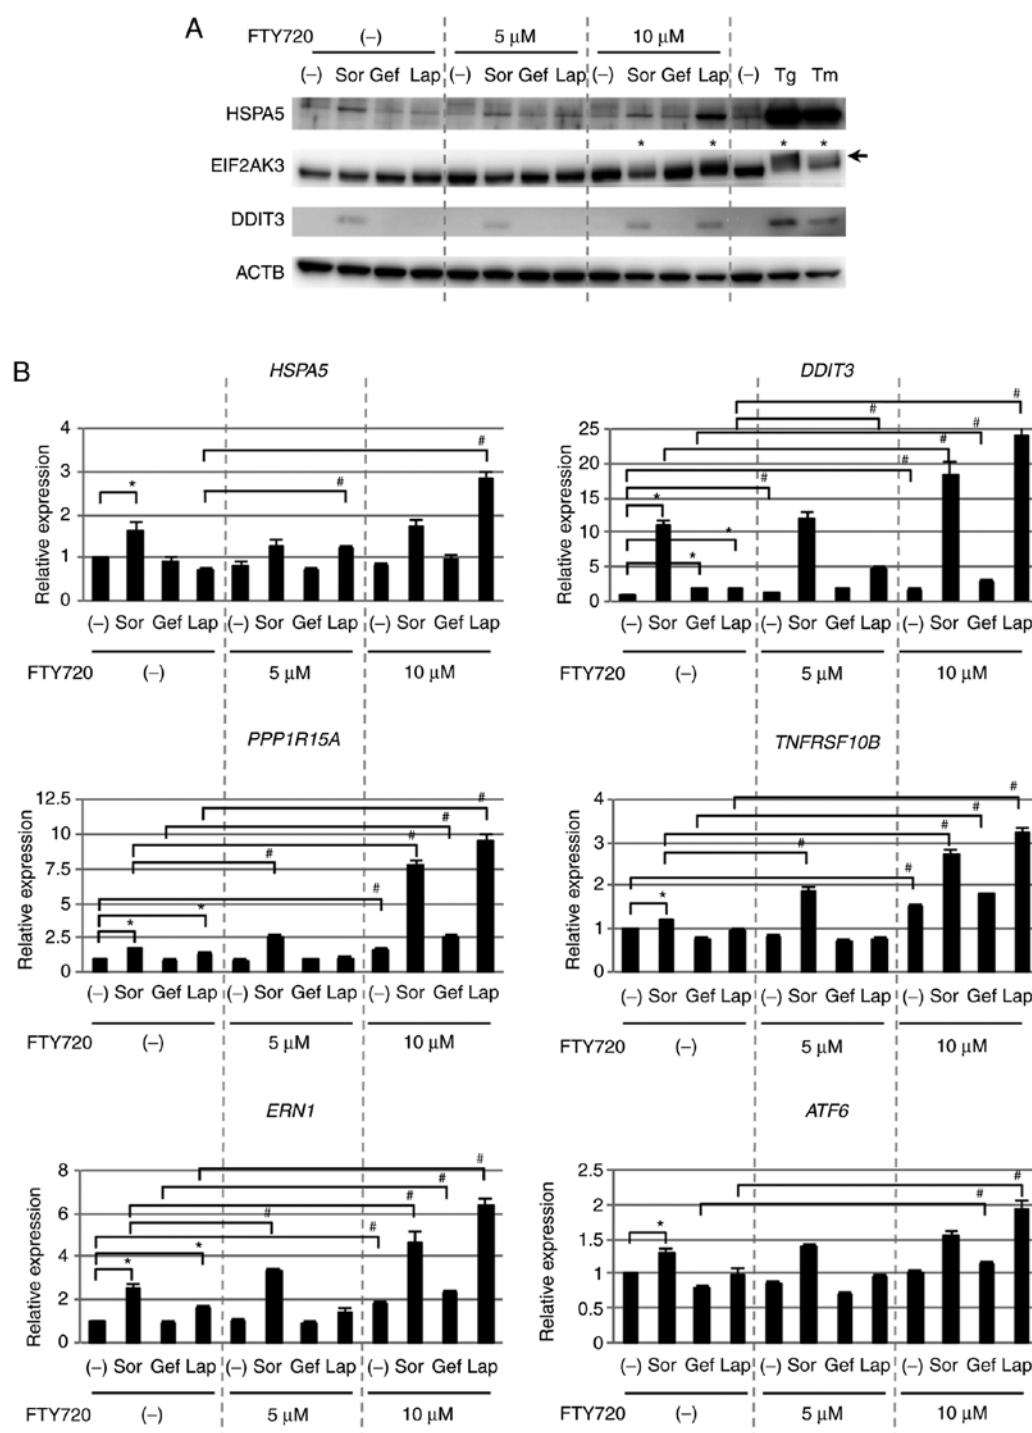 A
FTY720 (–) 5 μM 10 μM
(-) Sor Gef Lap (-) Sor Gef Lap (-) Sor Gef Lap (-) Tg Tm
HSPA5
* * * *
EIF2AK3
DDIT3
ACTB
B
HSPA5
Relative expression
4
3
2
1
0
* # #
(–) Sor Gef Lap (–) Sor Gef Lap (–) Sor Gef Lap
FTY720 (–) 5 μM 10 μM
DDIT3
Relative expression
25
20
15
10
5
0
* * * # # # # # #
(–) Sor Gef Lap (–) Sor Gef Lap (–) Sor Gef Lap
FTY720 (–) 5 μM 10 μM
PPP1R15A
Relative expression
12.5
10
7.5
5
2.5
0
* * # # # # #
(–) Sor Gef Lap (–) Sor Gef Lap (–) Sor Gef Lap
FTY720 (–) 5 μM 10 μM
TNFRSF10B
Relative expression
4
3
2
1
0
* # # # # #
(–) Sor Gef Lap (–) Sor Gef Lap (–) Sor Gef Lap
FTY720 (–) 5 μM 10 μM
ERN1
Relative expression
8
6
4
2
0
* * # # # # #
(–) Sor Gef Lap (–) Sor Gef Lap (–) Sor Gef Lap
FTY720 (–) 5 μM 10 μM
ATF6
Relative expression
2.5
2
1.5
1
0.5
0
* # #
(–) Sor Gef Lap (–) Sor Gef Lap (–) Sor Gef Lap
FTY720 (–) 5 μM 10 μM